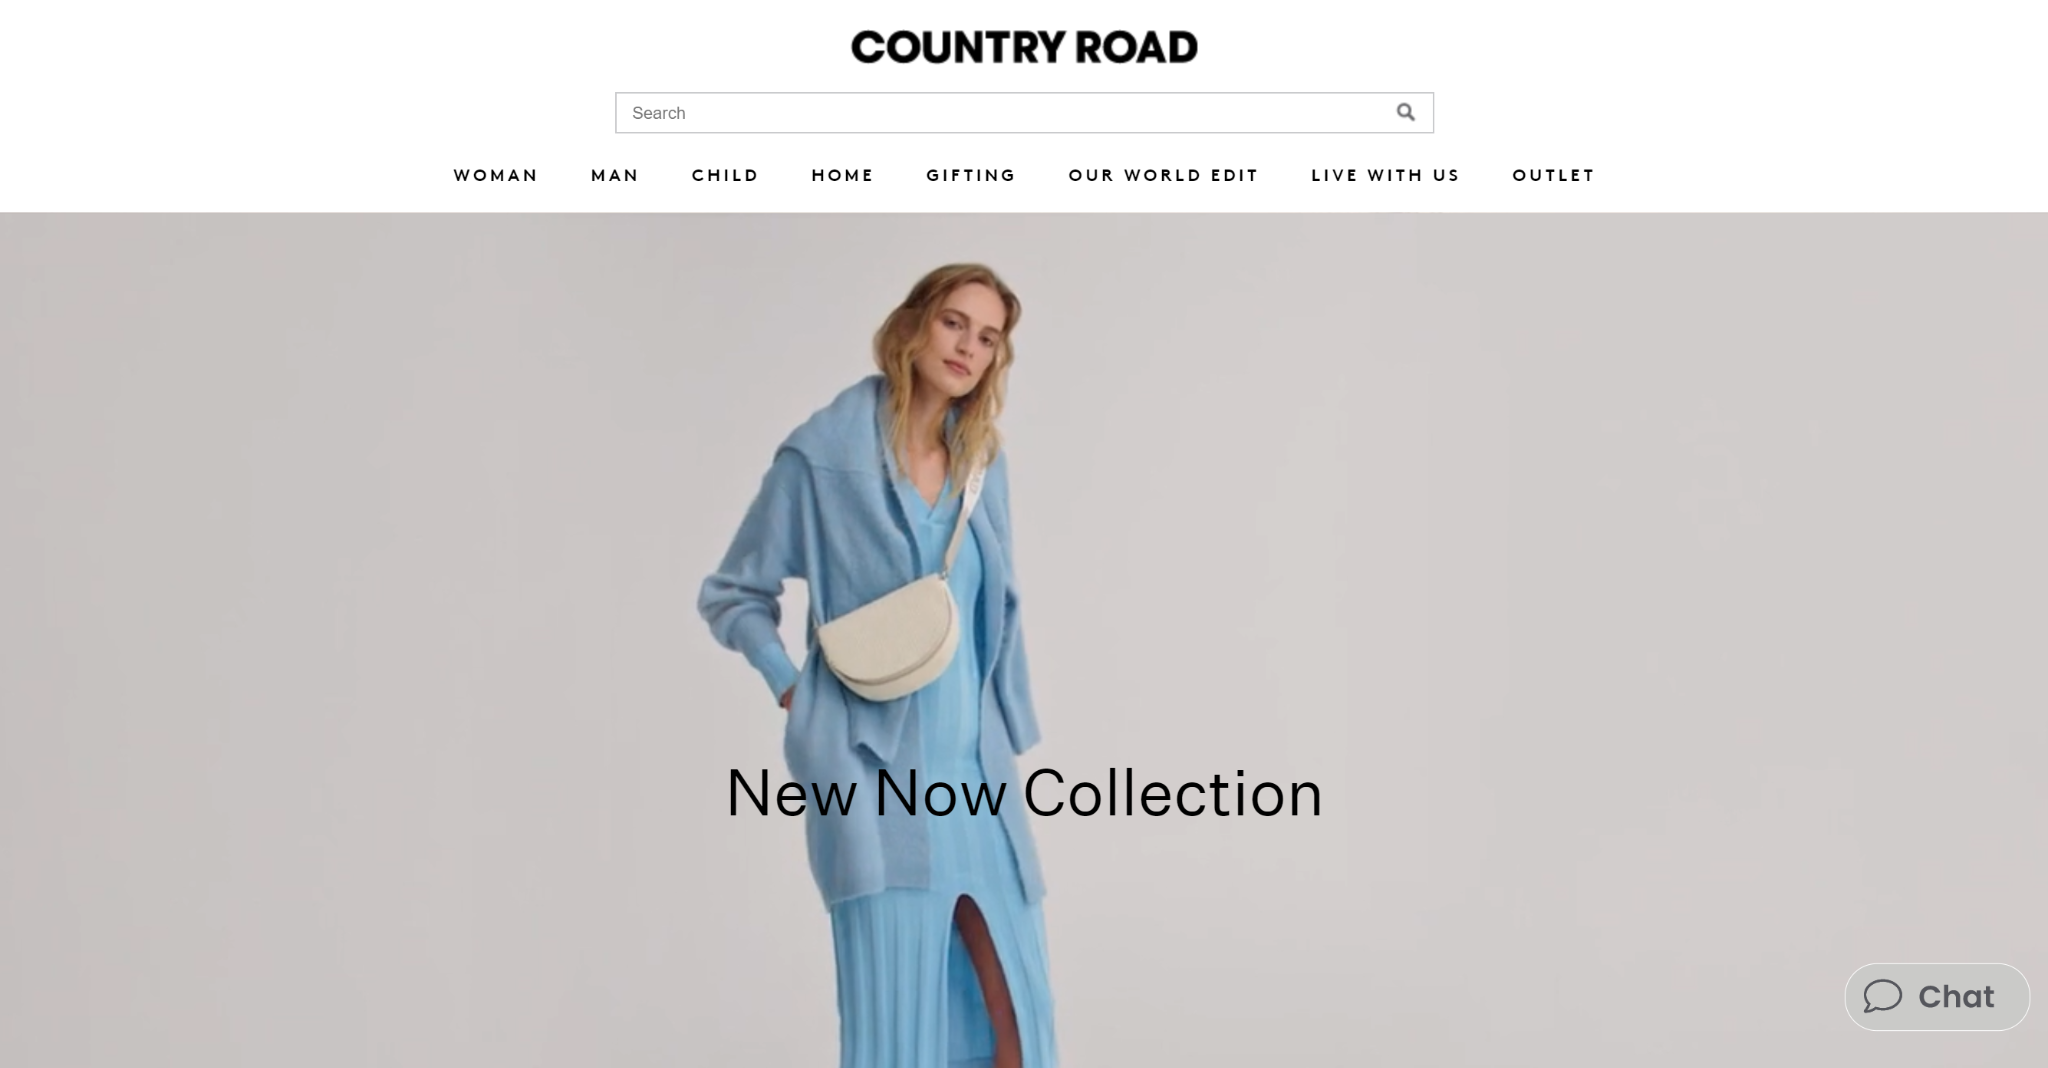 COUNTRY ROAD
Search
WOMAN MAN CHILD HOME GIFTING OUR WORLD EDIT LIVE WITH US OUTLET
New Now Collection
Chat